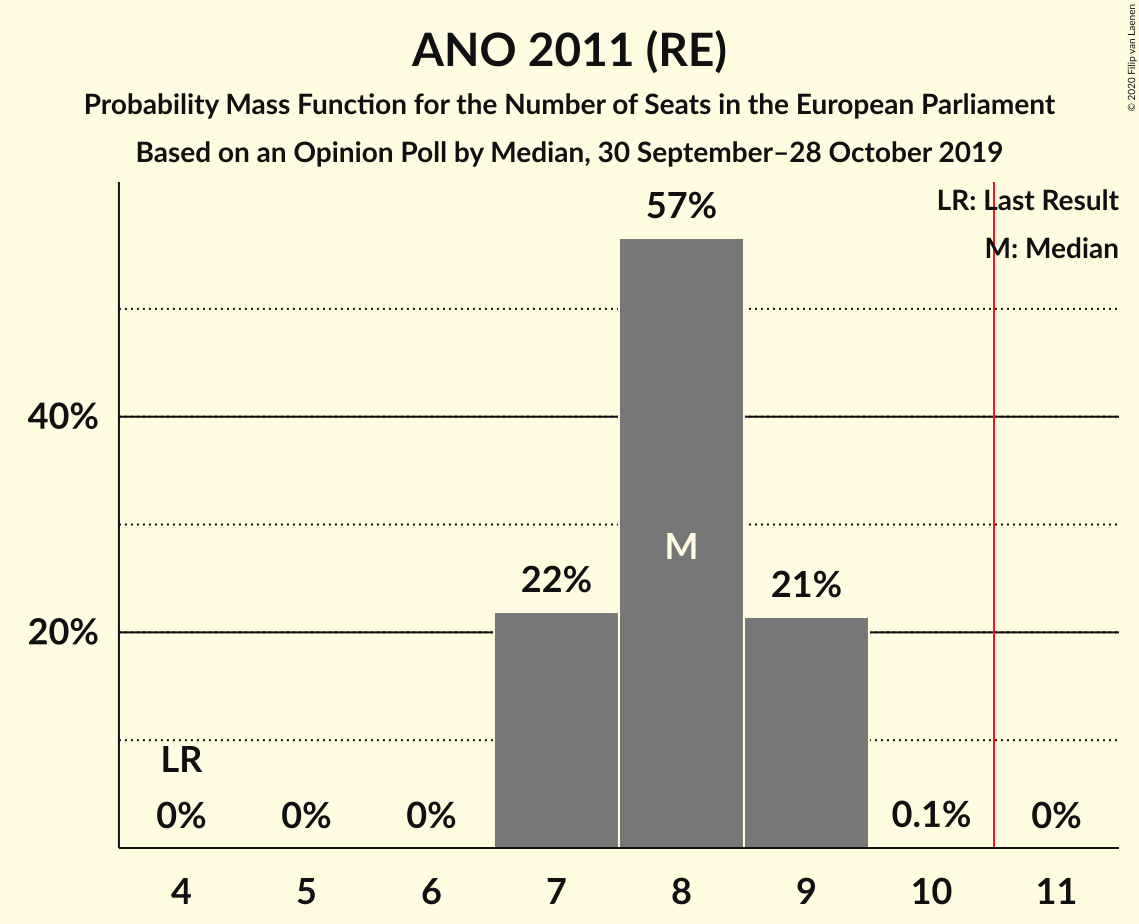 ANO 2011 (RE)
Probability Mass Function for the Number of Seats in the European Parliament
Based on an Opinion Poll by Median, 30 September–28 October 2019
© 2020 Filip van Laenen
LR: Last Result
M: Median
57%
40%
M
22%
21%
20%
LR
0%
0%
0%
0.1%
0%
4
5
6
7
8
9
10
11